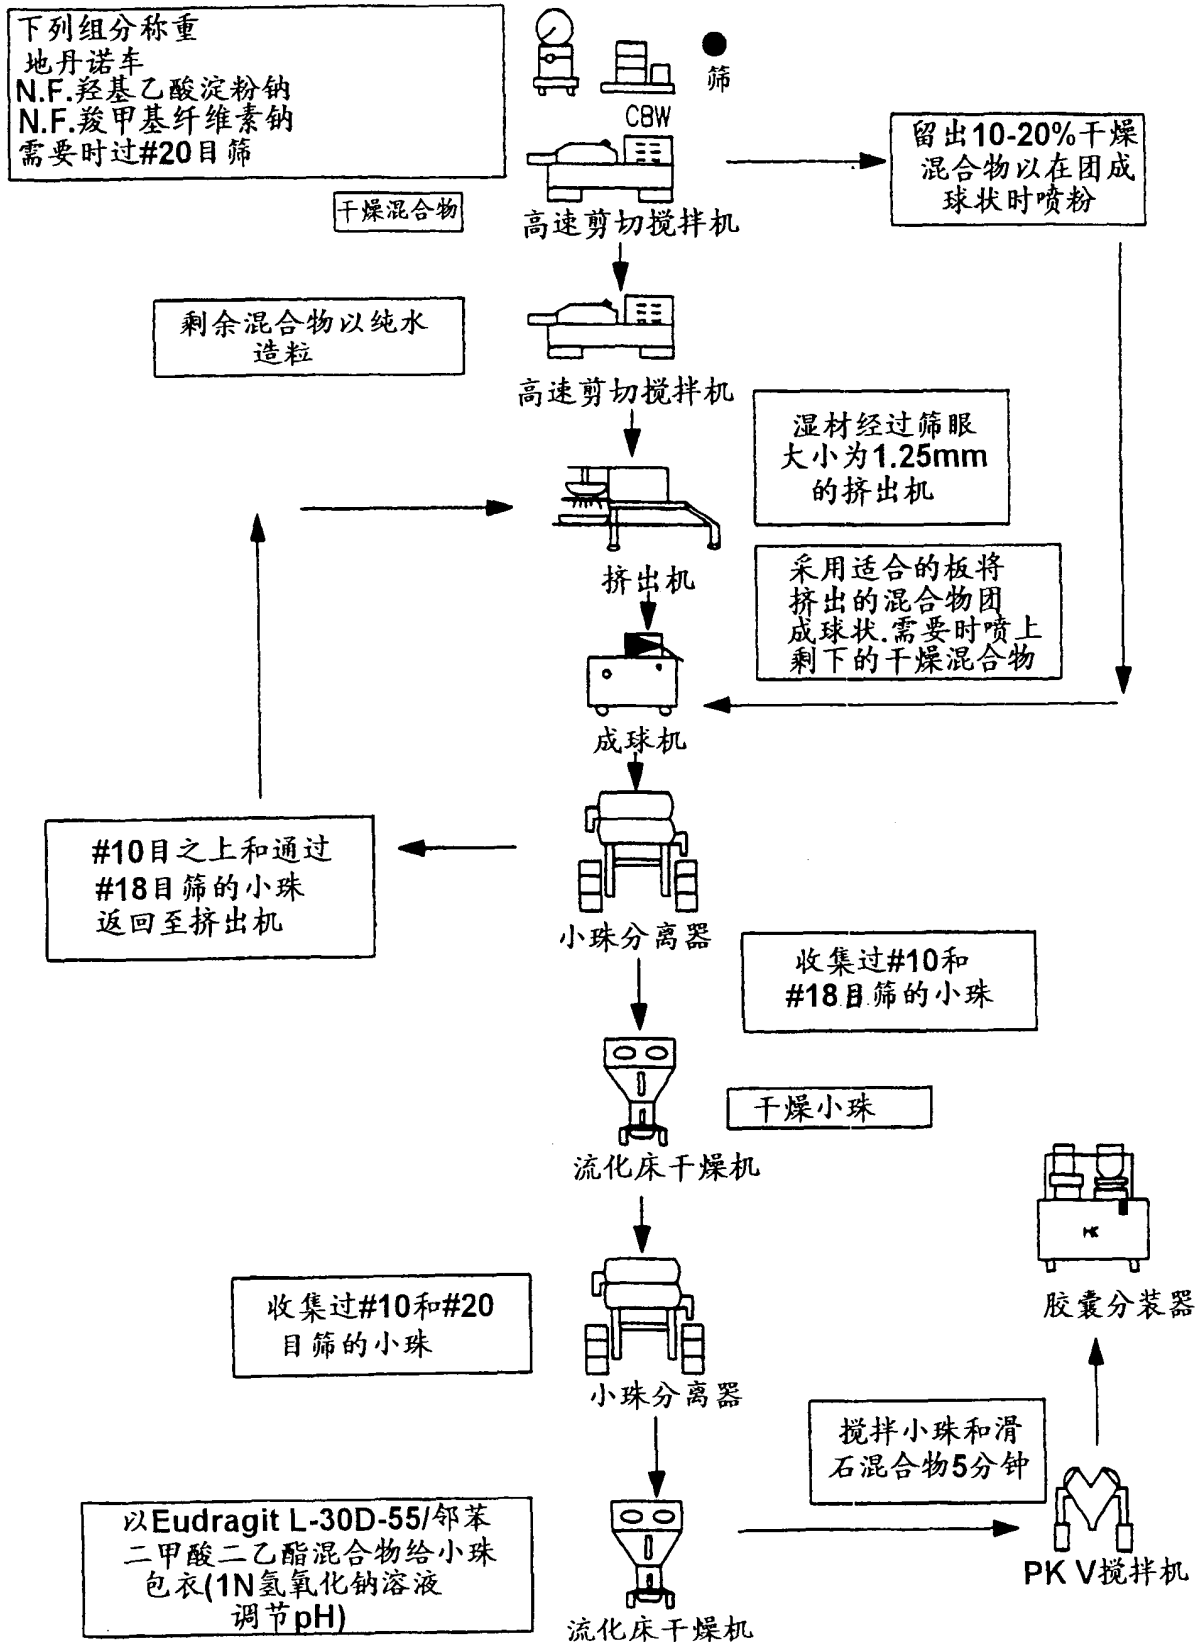 下列组分称重
地丹诺车
N.F.羟基乙酸淀粉钠
N.F.羧甲基纤维素钠
需要时过#20目筛
筛
CBW
干燥混合物
高速剪切搅拌机
留出10-20%干燥
混合物以在团成
球状时喷粉
剩余混合物以纯水
造粒
高速剪切搅拌机
湿材经过筛眼
大小为1.25mm
的挤出机
挤出机
采用适合的板将
挤出的混合物团
成球状.需要时喷上
剩下的干燥混合物
成球机
#10目之上和通过
#18目筛的小珠
返回至挤出机
小珠分离器
收集过#10和
#18目筛的小珠
干燥小珠
流化床干燥机
收集过#10和#20
目筛的小珠
小珠分离器
HK
胶囊分装器
搅拌小珠和滑
石混合物5分钟
PK V搅拌机
以Eudragit L-30D-55/邻苯
二甲酸二乙酯混合物给小珠
包衣(1N氢氧化钠溶液
调节pH)
流化床干燥机